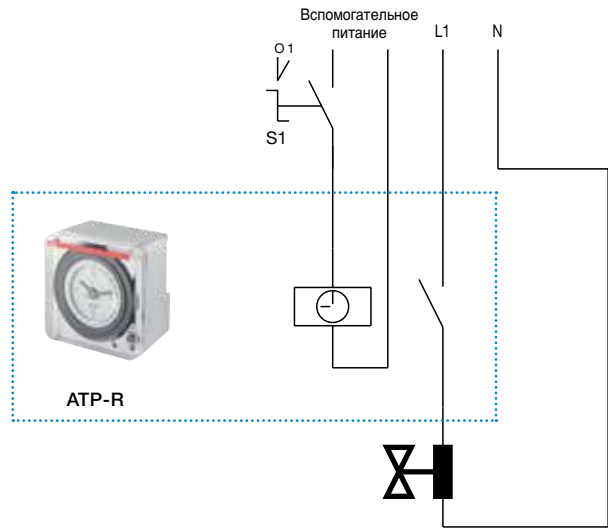 Вспомогательное
питание
L1
N
O 1
S1
ATP-R